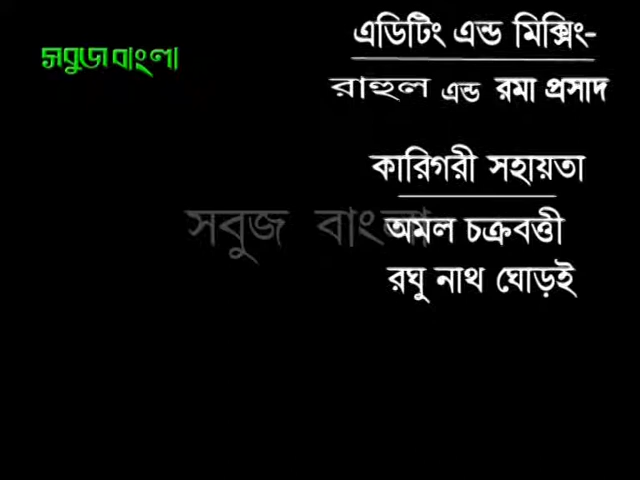 সবুজ বাংলা
এডিটিং এন্ড মিক্সিং-
রাহুল এন্ড রমা প্রসাদ
কারিগরী সহায়তা
সবুজ বাংলা
অমল চক্রবর্ত্তী
রঘু নাথ ঘোড়ই